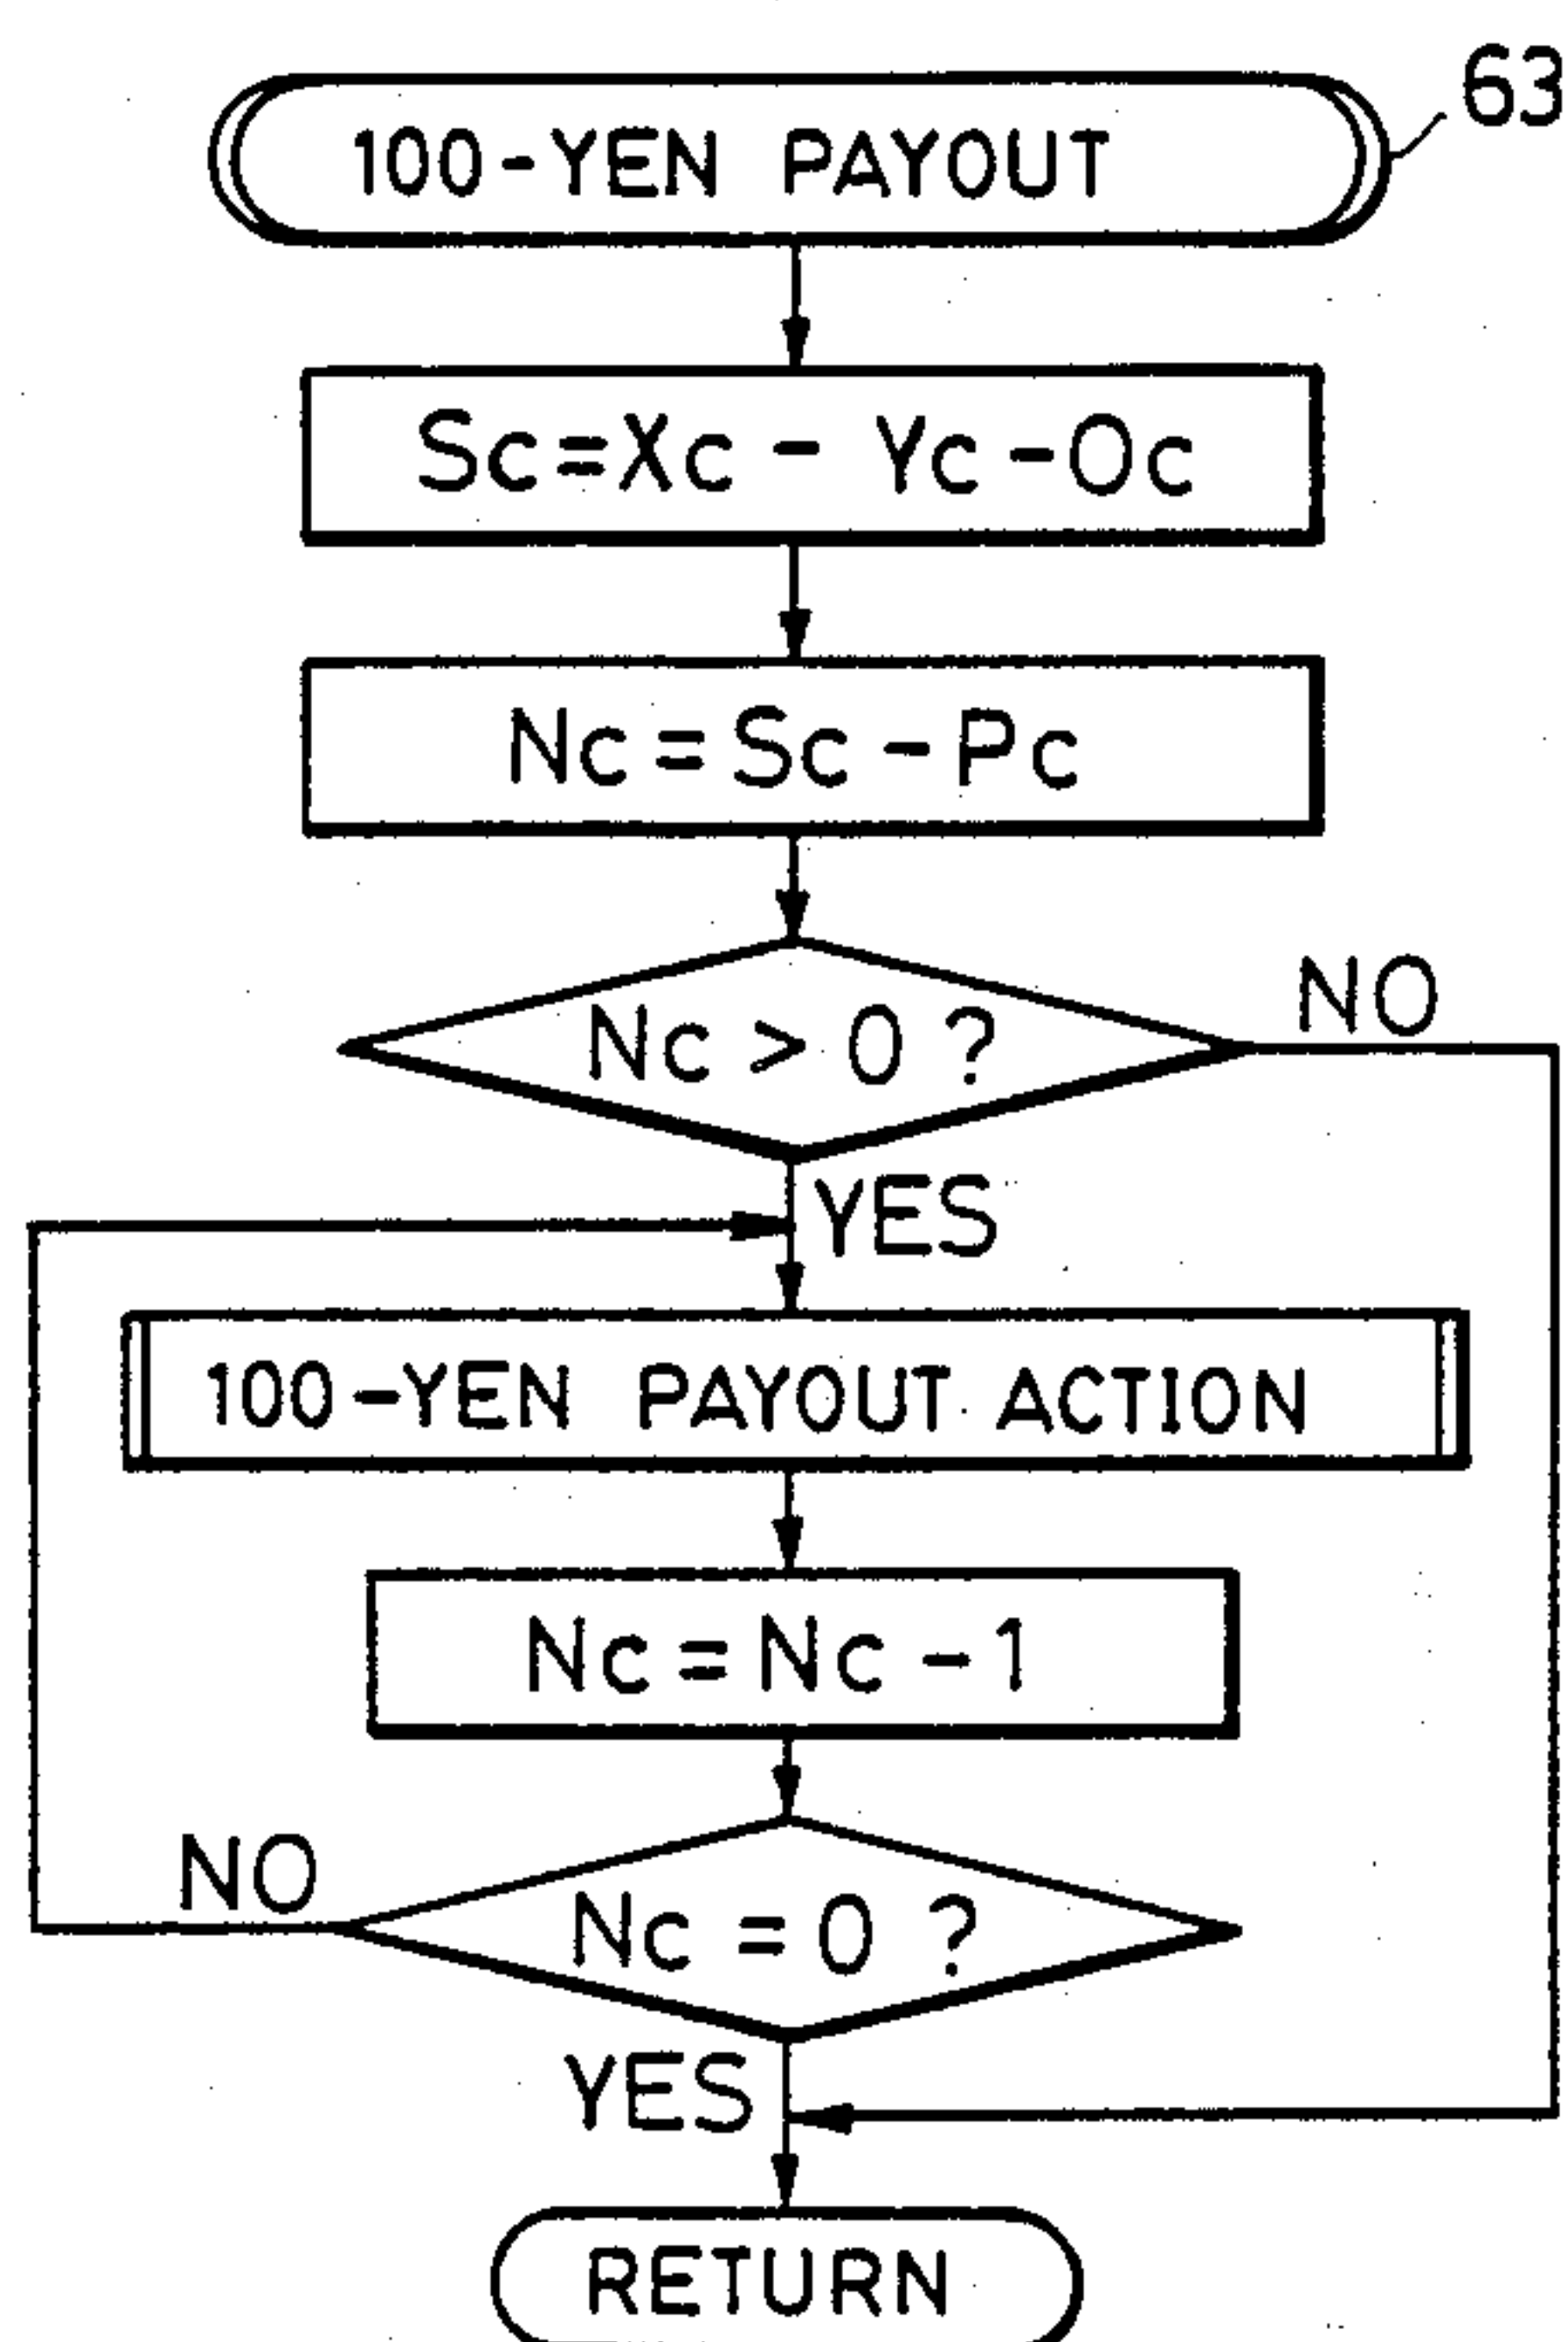 63
100-YEN PAYOUT
Sc=Xc - Yc -Oc
Nc = Sc - Pc
Nc > 0 ?
NO
YES
100-YEN PAYOUT ACTION
Nc = Nc - 1
NO
Nc = 0 ?
YES
RETURN